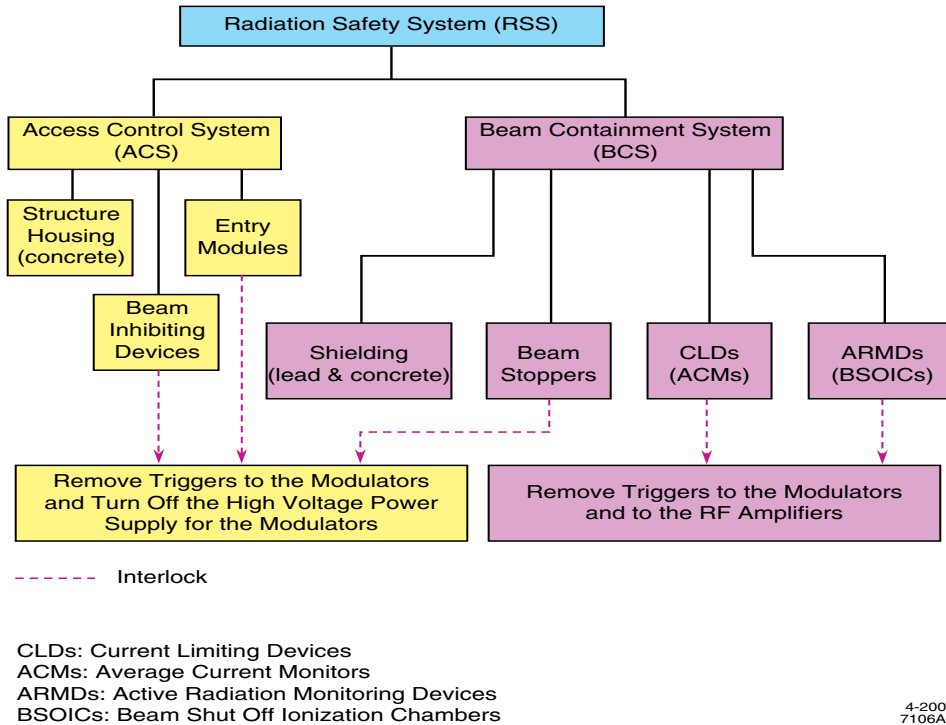 Radiation Safety System (RSS)
Access Control System
(ACS)
Beam Containment System
(BCS)
Structure
Housing
(concrete)
Entry
Modules
Beam
Inhibiting
Devices
Shielding
(lead & concrete)
Beam
Stoppers
CLDs
(ACMs)
ARMDs
(BSOICs)
Remove Triggers to the Modulators
and Turn Off the High Voltage Power
Supply for the Modulators
Remove Triggers to the Modulators
and to the RF Amplifiers
Interlock
CLDs: Current Limiting Devices
ACMs: Average Current Monitors
ARMDs: Active Radiation Monitoring Devices
BSOICs: Beam Shut Off Ionization Chambers
4-200
7106A